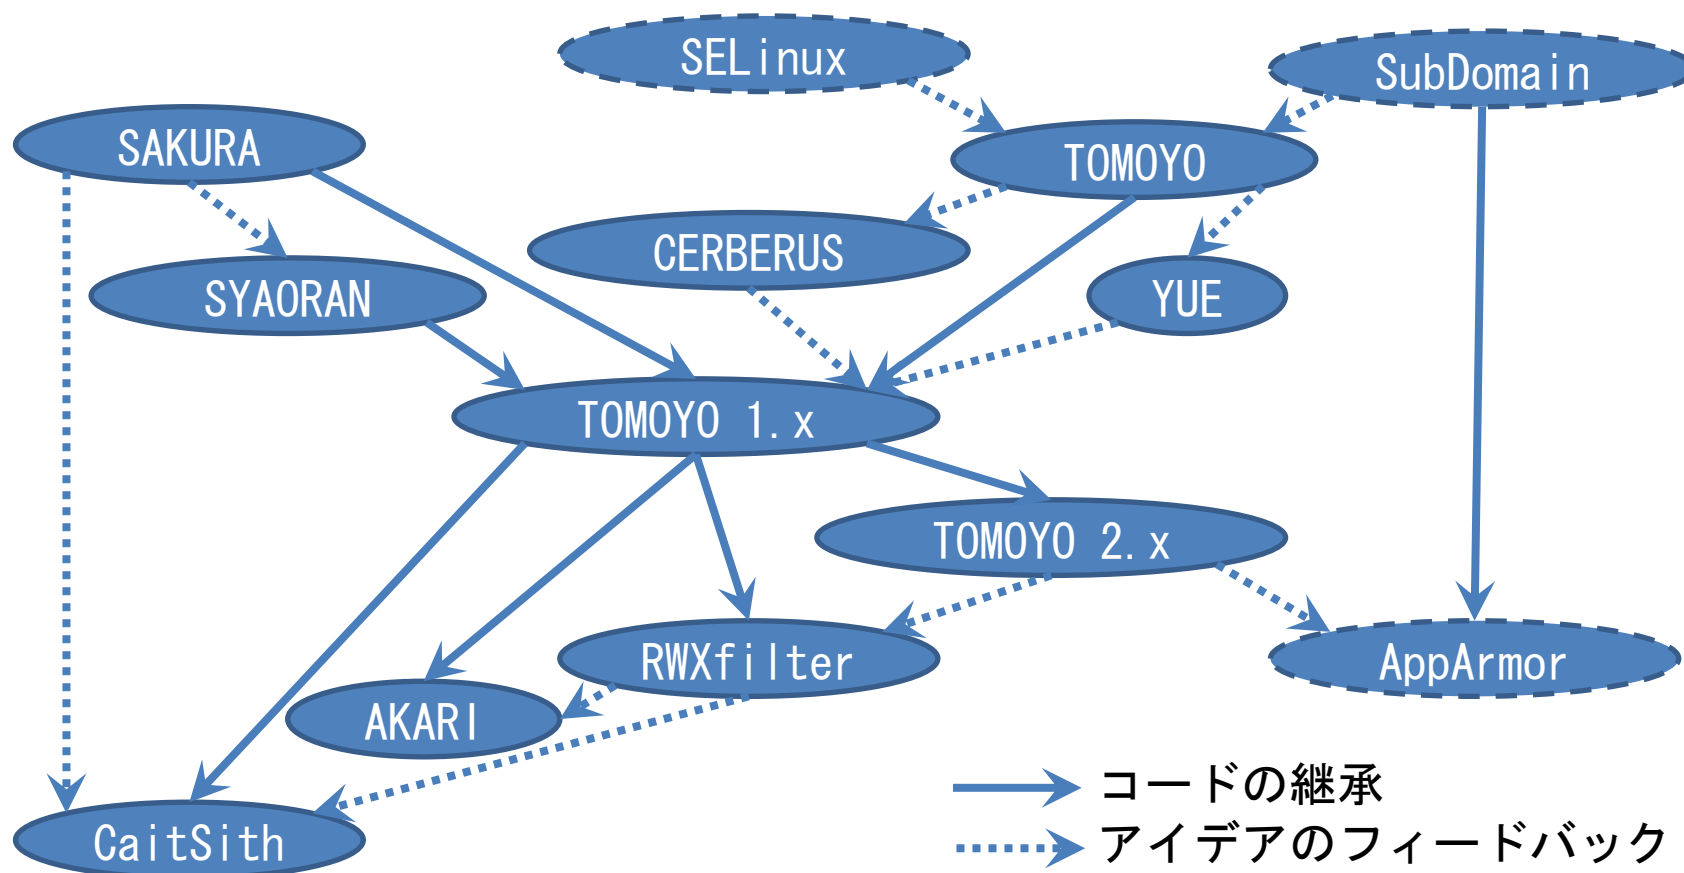 SELinux
SubDomain
SAKURA
TOMOYO
CERBERUS
SYAORAN
YUE
TOMOYO 1.x
TOMOYO 2.x
RWXfilter
AppArmor
AKARI
コードの継承
CaitSith
アイデアのフィードバック